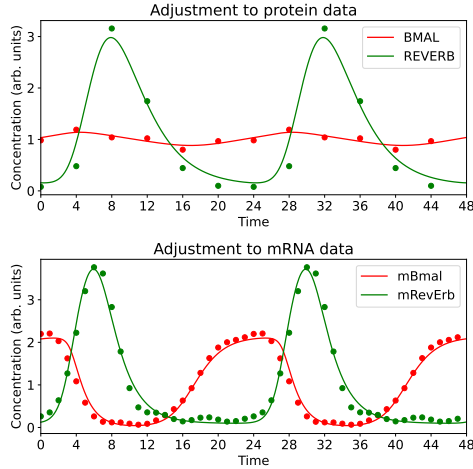 Adjustment to protein data
Concentration (arb. units)
3
2
1
0
BMAL
REVERB
0 4 8 12 16 20 24 28 32 36 40 44 48
Time
Adjustment to mRNA data
Concentration (arb. units)
3
2
1
0
mBmal
mRevErb
0 4 8 12 16 20 24 28 32 36 40 44 48
Time